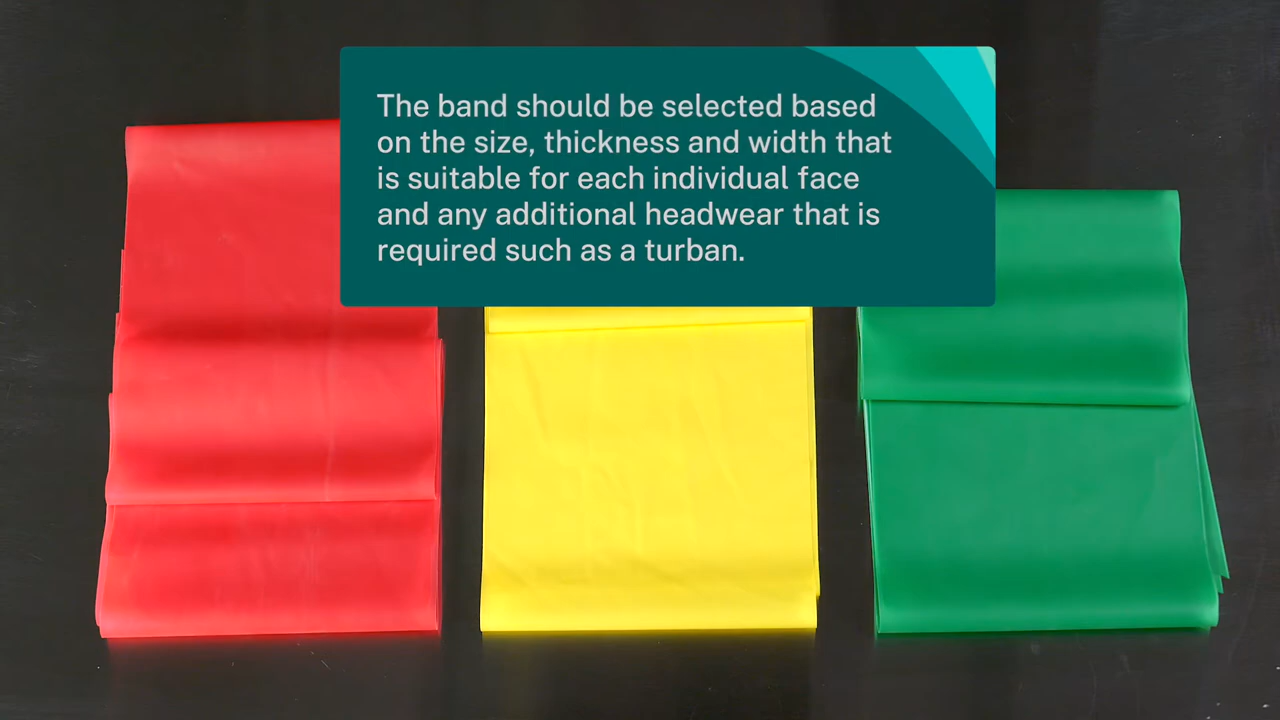 The band should be selected based
on the size, thickness and width that
is suitable for each individual face
and any additional headwear that is
required such as a turban.